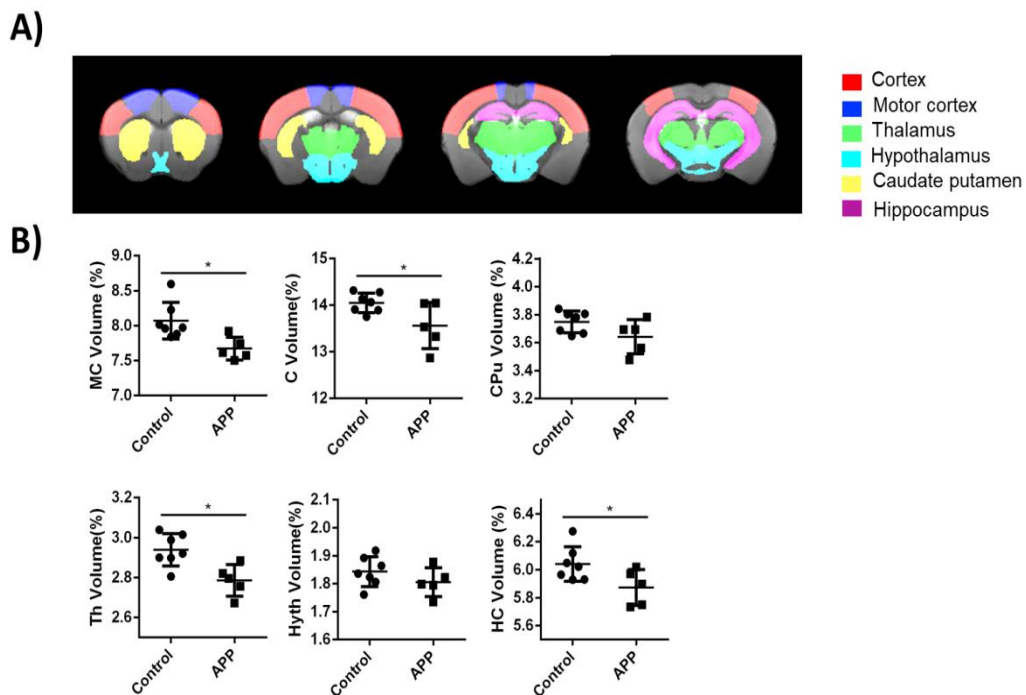 A)
Cortex
Motor cortex
Thalamus
Hypothalamus
Caudate putamen
Hippocampus
B)
MC Volume (%)
9.0
8.5
8.0
7.5
7.0
*
Control
APP
C Volume(%)
15
14
13
12
*
Control
APP
CPu Volume (%)
4.2
4.0
3.8
3.6
3.4
3.2
Control
APP
Th Volume(%)
3.2
3.0
2.8
2.6
*
Control
APP
Hyth Volume(%)
2.1
2.0
1.9
1.8
1.7
1.6
Control
APP
HC Volume (%)
6.4
6.2
6.0
5.8
5.6
*
Control
APP